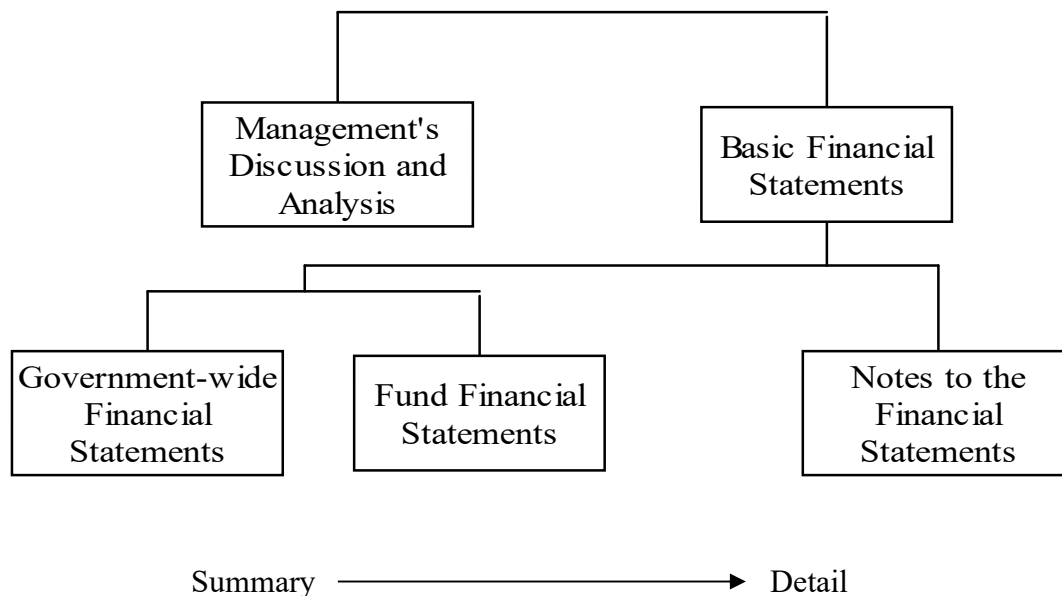 Management's
Discussion and
Analysis
Basic Financial
Statements
Government-wide
Financial
Statements
Fund Financial
Statements
Notes to the
Financial
Statements
Summary
Detail